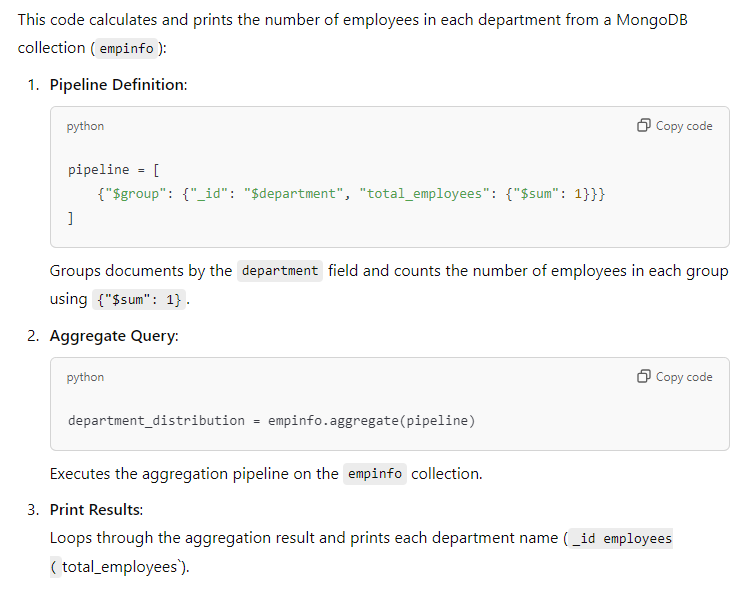 This code calculates and prints the number of employees in each department from a MongoDB
collection ( empinfo ):
1. Pipeline Definition:
python Copy code
pipeline = [
{"$group": {"_id": "$department", "total_employees": {"$sum": 1}}}
]
Groups documents by the department field and counts the number of employees in each group
using {"$sum": 1} .
2. Aggregate Query:
python Copy code
department_distribution = empinfo.aggregate(pipeline)
Executes the aggregation pipeline on the empinfo collection.
3. Print Results:
Loops through the aggregation result and prints each department name ( _id employees
( total_employees`).